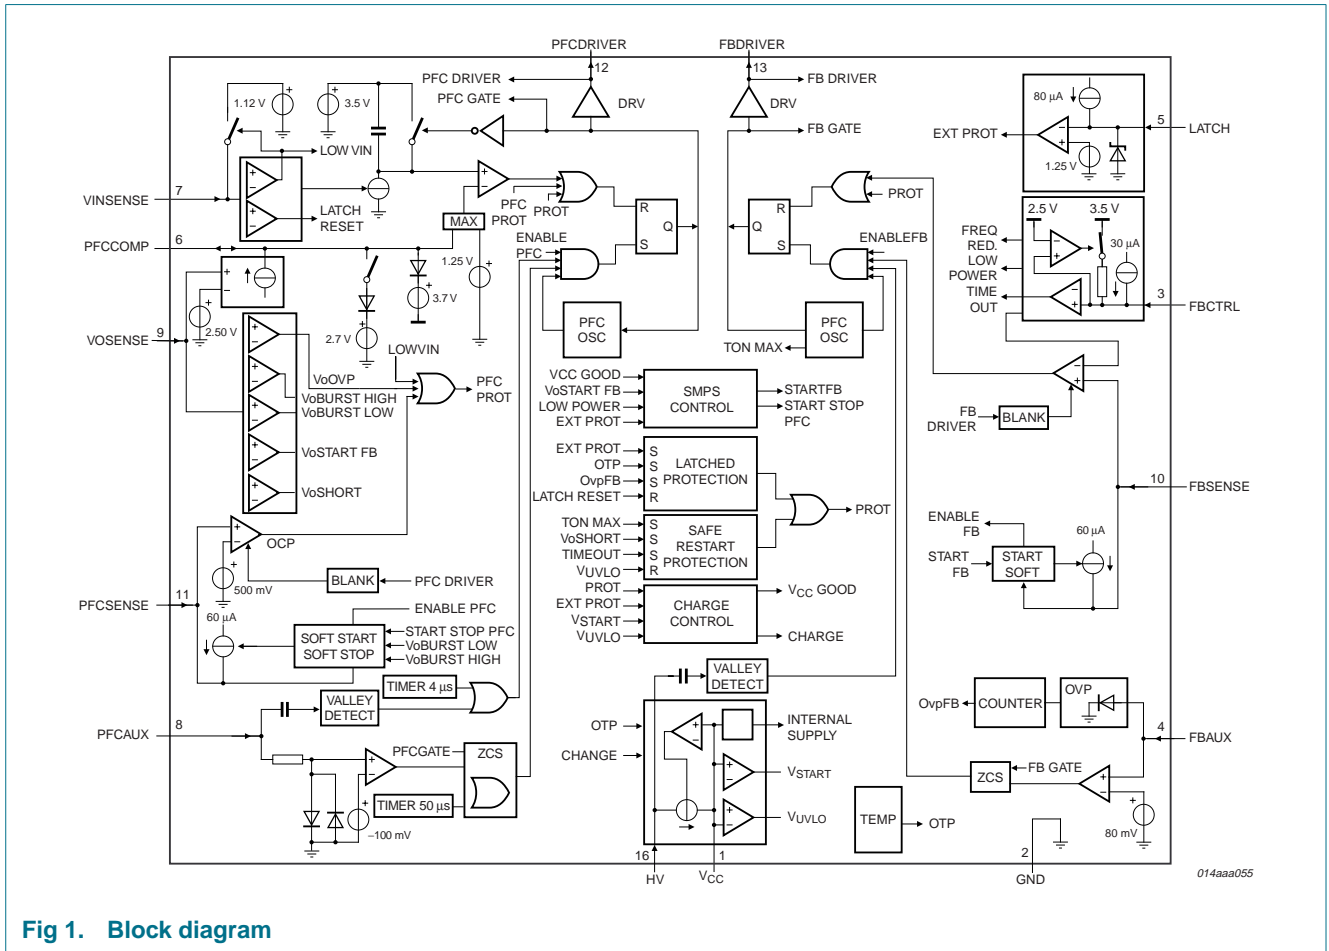 PFCDRIVER
FBDRIVER
12
13
PFC DRIVER
FB DRIVER
PFC GATE
DRV
DRV
FB GATE
1.12 V
3.5 V
LOW VIN
80 µA
EXT PROT
5
LATCH
1.25 V
7
VINSENSE
LATCH
RESET
PFC
PROT
PROT
R
Q
S
R
Q
S
PROT
MAX
6
PFCCOMP
ENABLE
PFC
ENABLEFB
1.25 V
3.7 V
2.7 V
2.50 V
2.5 V
3.5 V
FREQ
RED.
LOW
POWER
TIME
OUT
30 µA
3
FBCTRL
9
VOSENSE
PFC
OSC
TON MAX
PFC
OSC
LOWVIN
VoOVP
VoBURST HIGH
VoBURST LOW
PFC
PROT
VoSTART FB
VoSHORT
VCC GOOD
VoSTART FB
LOW POWER
EXT PROT
SMPS
CONTROL
STARTFB
START STOP
PFC
FB
DRIVER
BLANK
EXT PROT
OTP
OvpFB
LATCH RESET
S
S
S
R
LATCHED
PROTECTION
PROT
10
FBSENSE
OCP
500 mV
BLANK
PFC DRIVER
TON MAX
VoSHORT
TIMEOUT
VUVLO
S
S
S
R
SAFE
RESTART
PROTECTION
ENABLE
FB
START
FB
START
SOFT
60 µA
11
PFCSENSE
60 µA
ENABLE PFC
SOFT START
SOFT STOP
START STOP PFC
VoBURST LOW
VoBURST HIGH
PROT
EXT PROT
VSTART
VUVLO
CHARGE
CONTROL
VCC GOOD
CHARGE
TIMER 4 µs
VALLEY
DETECT
VALLEY
DETECT
8
PFCAUX
OTP
CHANGE
INTERNAL
SUPPLY
VSTART
VUVLO
OvpFB
COUNTER
OVP
4
FBAUX
PFCGATE
ZCS
TIMER 50 µs
–100 mV
ZCS
FB GATE
80 mV
TEMP
OTP
16
HV
1
VCC
2
GND
014aaa055
Fig 1. Block diagram